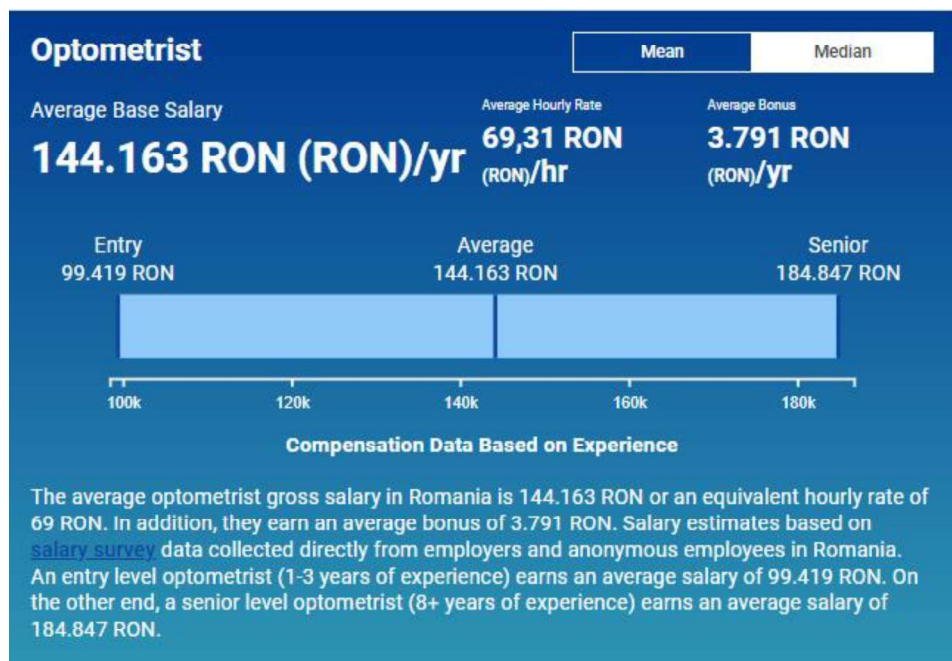 Optometrist
Mean
Median
Average Base Salary
144.163 RON (RON)/yr
Average Hourly Rate
69,31 RON
(RON)/hr
Average Bonus
3.791 RON
(RON)/yr
Entry
99.419 RON
Average
144.163 RON
Senior
184.847 RON
100k
120k
140k
160k
180k
Compensation Data Based on Experience
The average optometrist gross salary in Romania is 144.163 RON or an equivalent hourly rate of
69 RON. In addition, they earn an average bonus of 3.791 RON. Salary estimates based on
salary survey data collected directly from employers and anonymous employees in Romania.
An entry level optometrist (1-3 years of experience) earns an average salary of 99.419 RON. On
the other end, a senior level optometrist (8+ years of experience) earns an average salary of
184.847 RON.